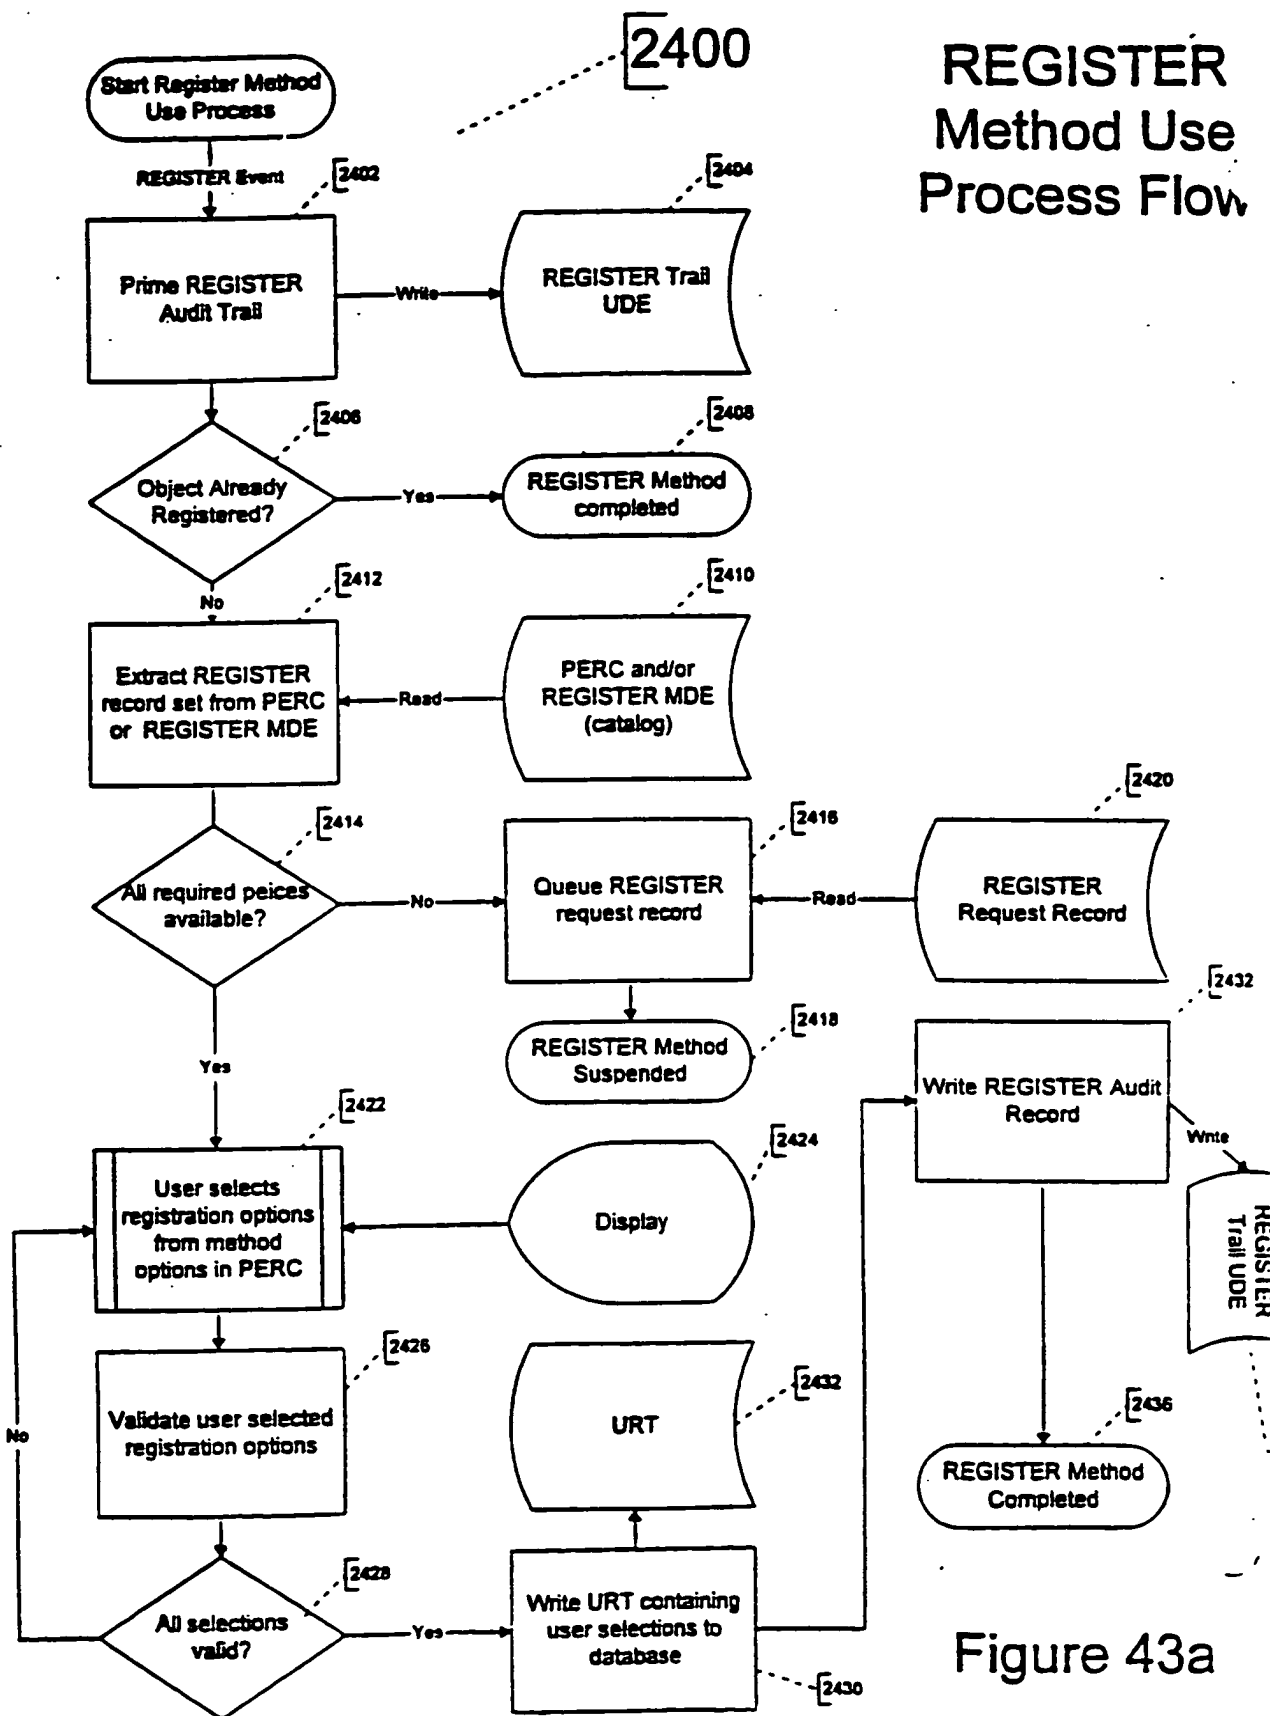 2400
REGISTER
Method Use
Process Flow
Start Register Method
Use Process
REGISTER Event
2402
2404
Prime REGISTER
Audit Trail
Write
REGISTER Trail
UDE
2406
2408
Object Already
Registered?
Yes
REGISTER Method
completed
No
2412
2410
Extract REGISTER
record set from PERC
or REGISTER MDE
Read
PERC and/or
REGISTER MDE
(catalog)
2414
2416
2420
All required peices
available?
No
Queue REGISTER
request record
Read
REGISTER
Request Record
2418
REGISTER Method
Suspended
2432
Write REGISTER Audit
Record
Write
REGISTER
Trail UDE
Yes
2422
2424
User selects
registration options
from method
options in PERC
Display
2426
2432
Validate user selected
registration options
URT
No
2436
REGISTER Method
Completed
2428
All selections
valid?
Yes
Write URT containing
user selections to
database
2430
Figure 43a